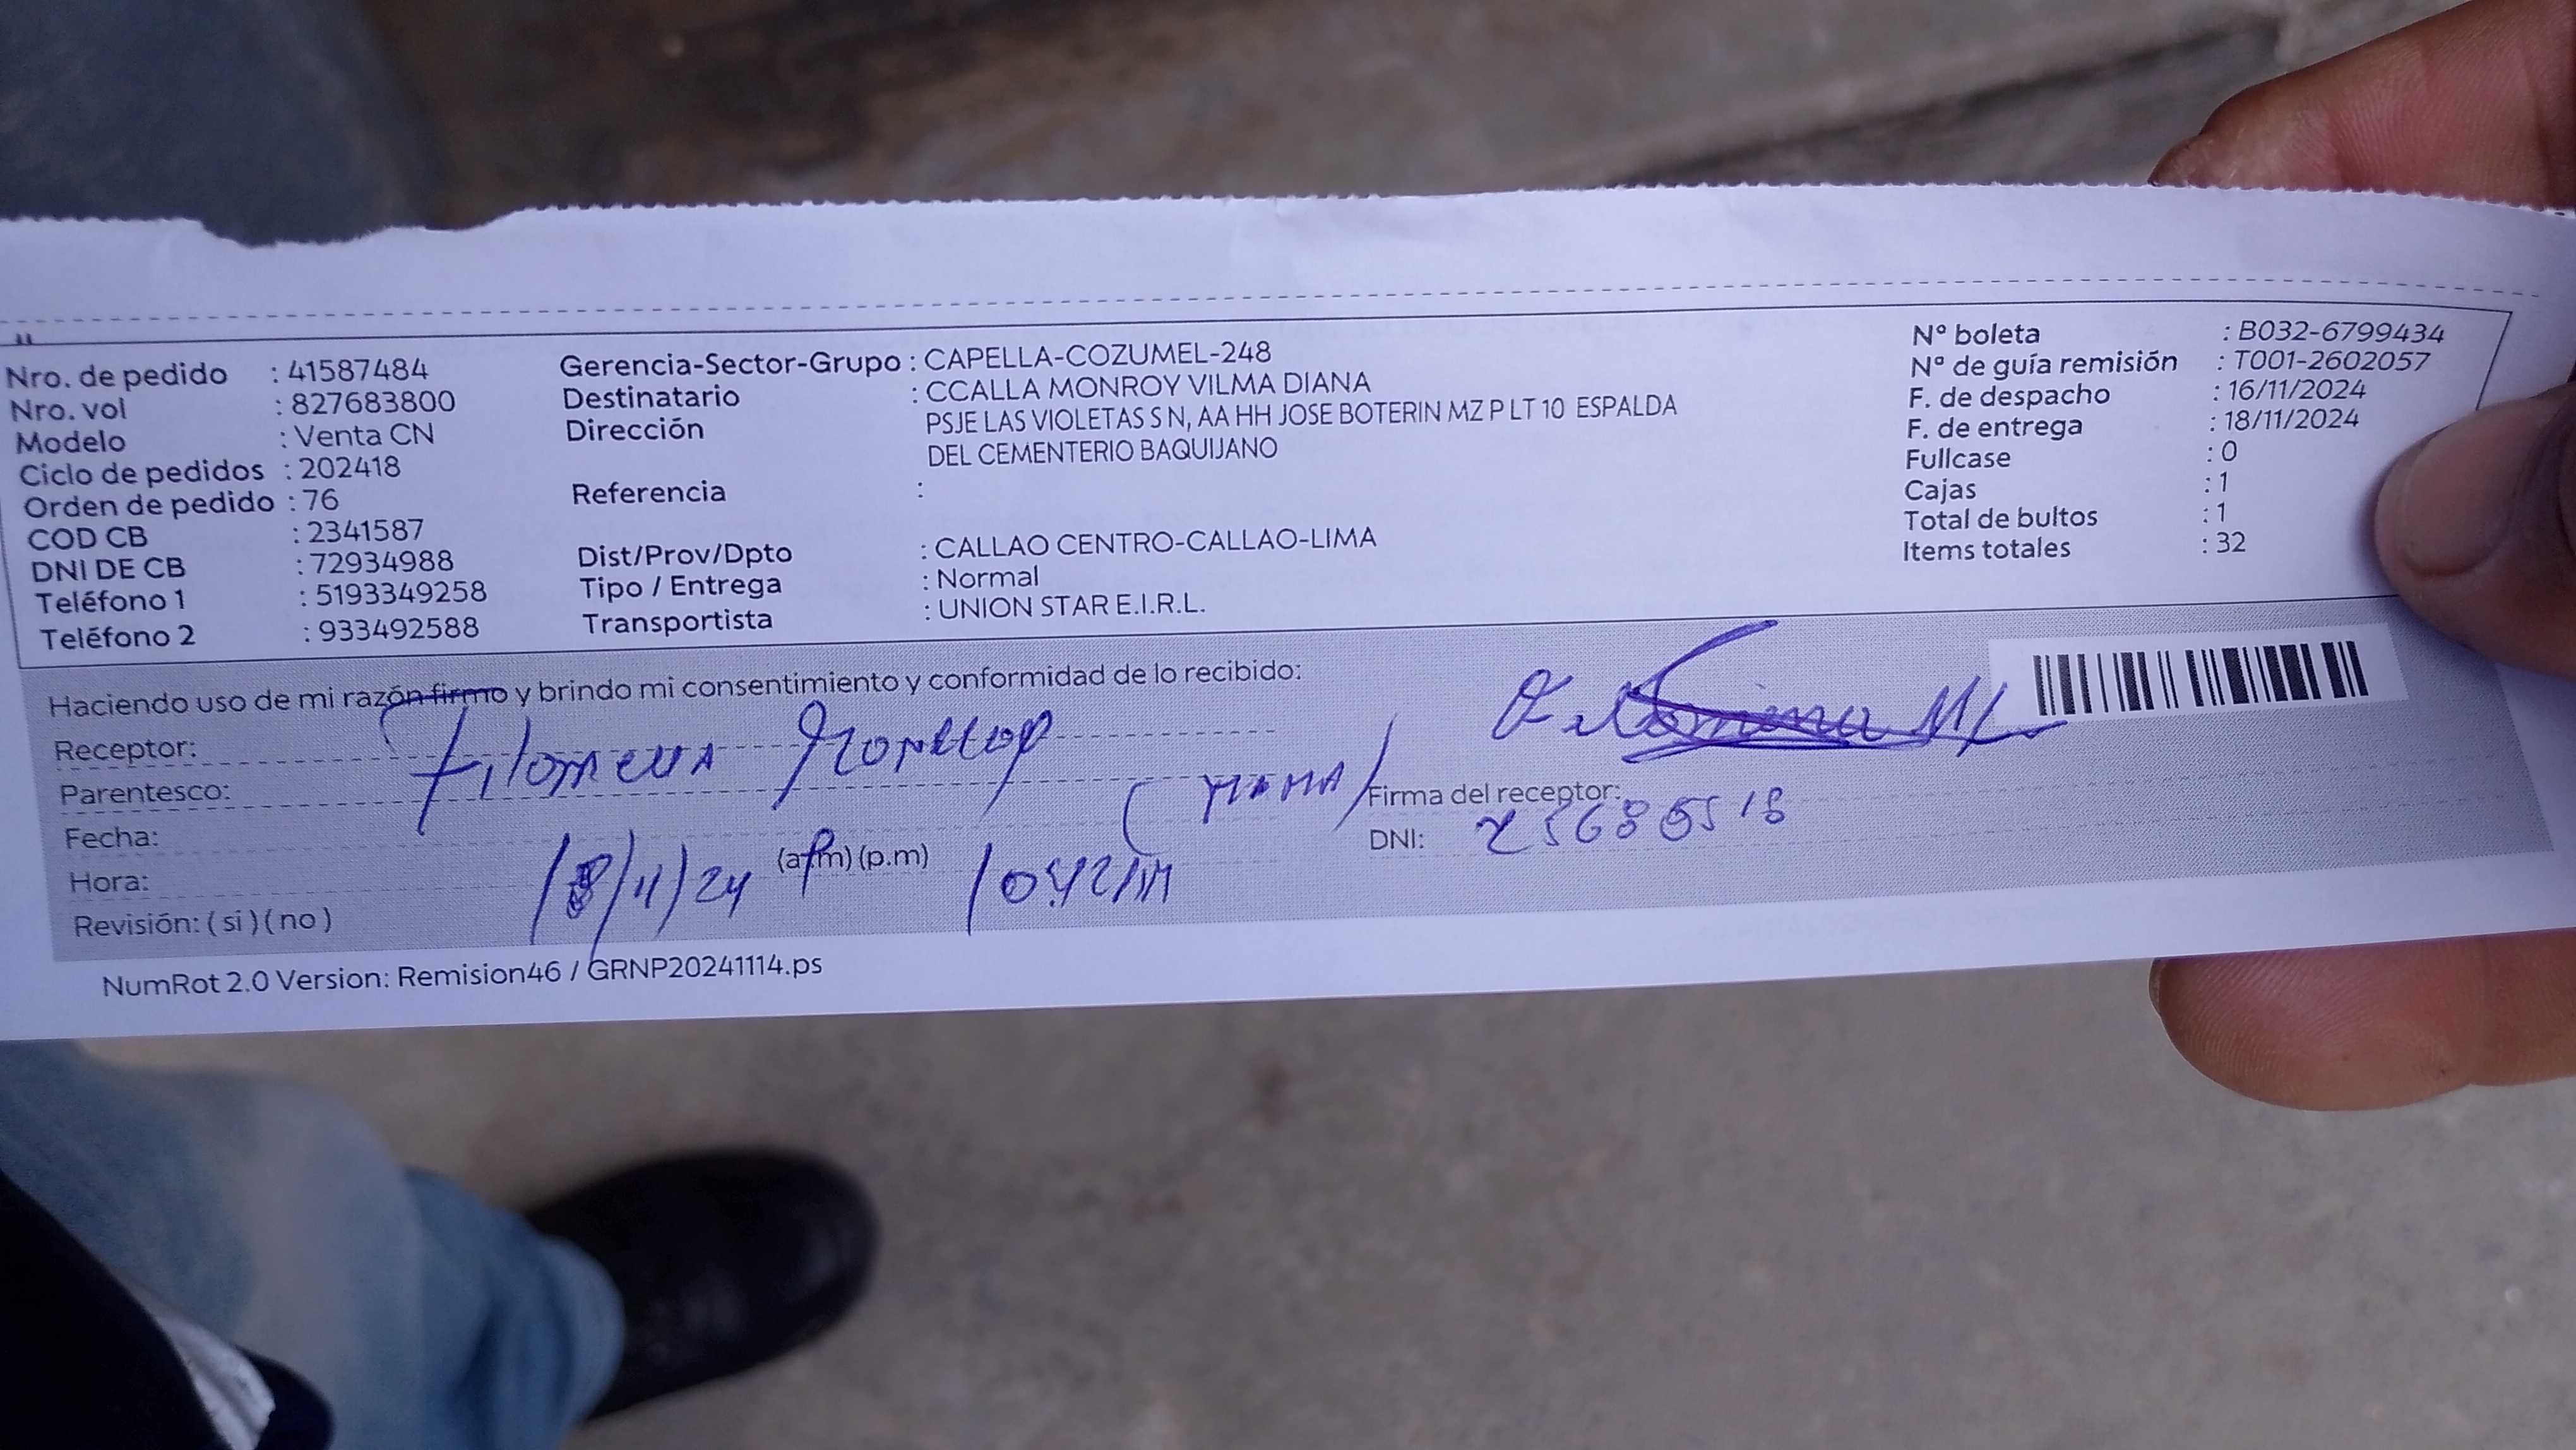 Nro. de pedido : 41587484
Nro. vol : 827683800
Modelo : Venta CN
Ciclo de pedidos : 202418
Orden de pedido : 76
COD CB : 2341587
DNI DE CB : 72934988
Teléfono 1 : 5193349258
Teléfono 2 : 933492588
Gerencia-Sector-Grupo : CAPELLA-COZUMEL-248
Destinatario : CCALLA MONROY VILMA DIANA
Dirección PSJE LAS VIOLETAS S N, AA HH JOSE BOTERIN MZ P LT 10 ESPALDA
DEL CEMENTERIO BAQUIJANO
Referencia :
Dist/Prov/Dpto : CALLAO CENTRO-CALLAO-LIMA
Tipo / Entrega : Normal
Transportista : UNION STAR E.I.R.L.
Nº boleta : B032-6799434
Nª de guía remisión : T001-2602057
F. de despacho : 16/11/2024
F. de entrega : 18/11/2024
Fullcase : 0
Cajas : 1
Total de bultos : 1
Items totales : 32
Haciendo uso de mi razón firmo y brindo mi consentimiento y conformidad de lo recibido:
Receptor: Filomena
Parentesco:
Fecha: 18/11/24
Hora: (a.m) (p.m)
Revisión: ( si ) ( no )
Firma del receptor:
DNI:
NumRot 2.0 Version: Remision46 / GRNP20241114.ps